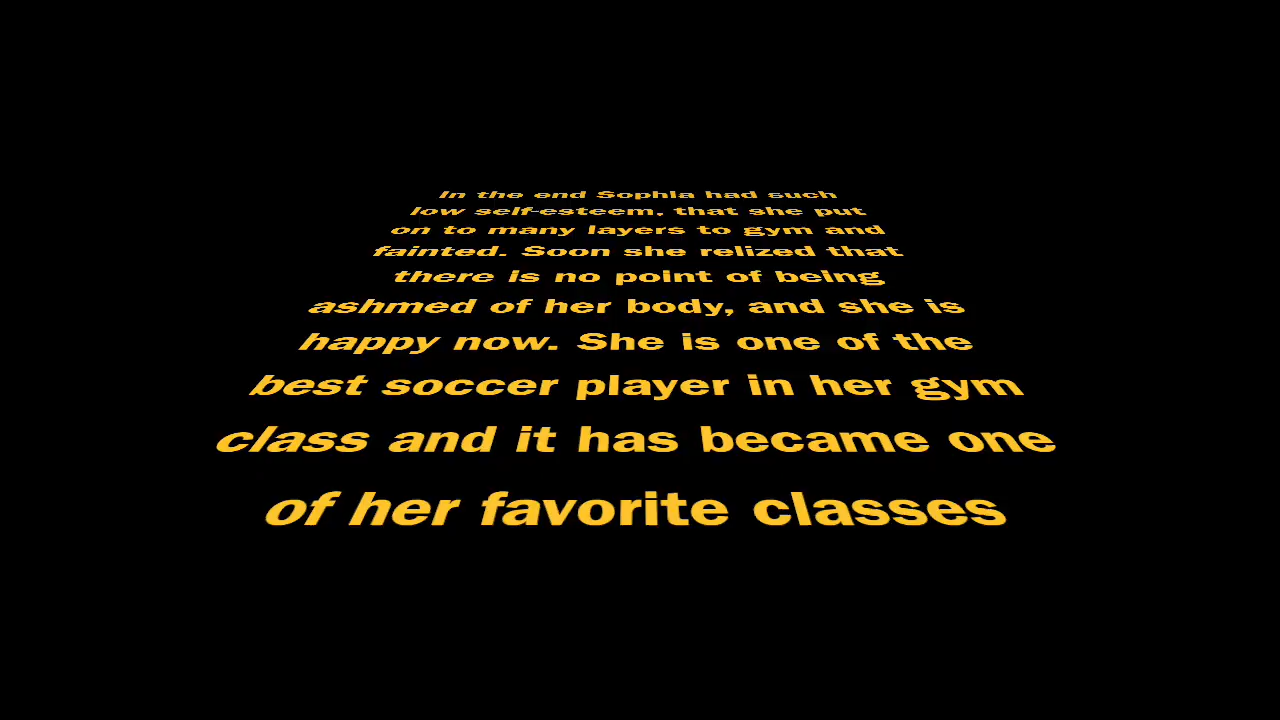 In the end Sophia had such
low self-esteem, that she put
on to many layers to gym and
fainted. Soon she relized that
there is no point of being
ashmed of her body, and she is
happy now. She is one of the
best soccer player in her gym
class and it has became one
of her favorite classes